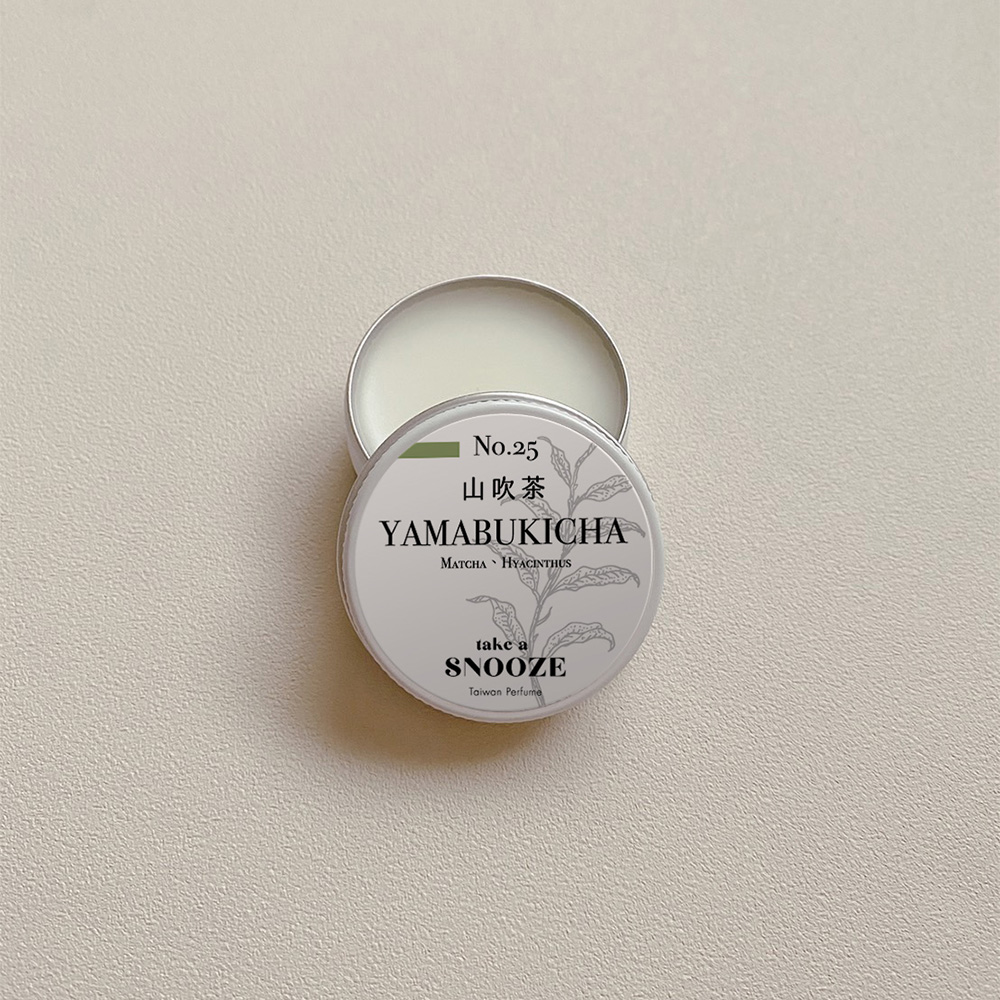 No.25
山吹茶
YAMABUKICHA
MATCHA、HYACINTHUS
take a
SNOOZE
Taiwan Perfume